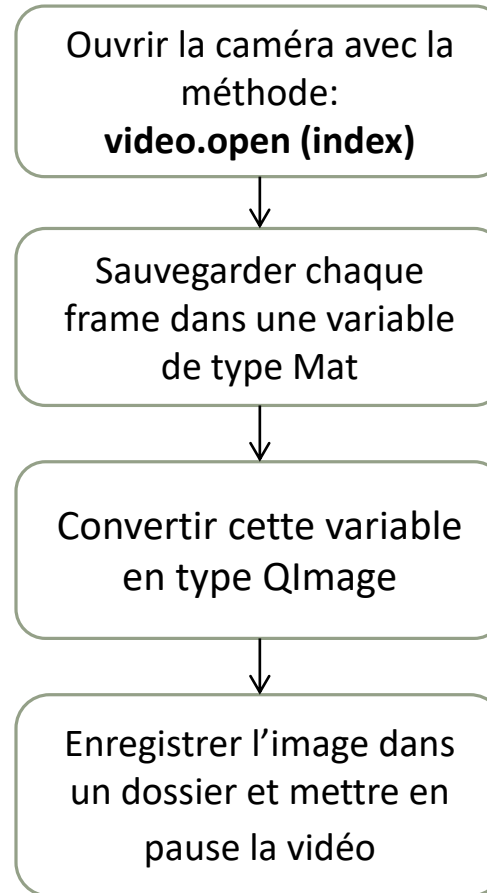 Ouvrir la caméra avec la
méthode:
video.open (index)
Sauvegarder chaque
frame dans une variable
de type Mat
Convertir cette variable
en type QImage
Enregistrer l’image dans
un dossier et mettre en
pause la vidéo